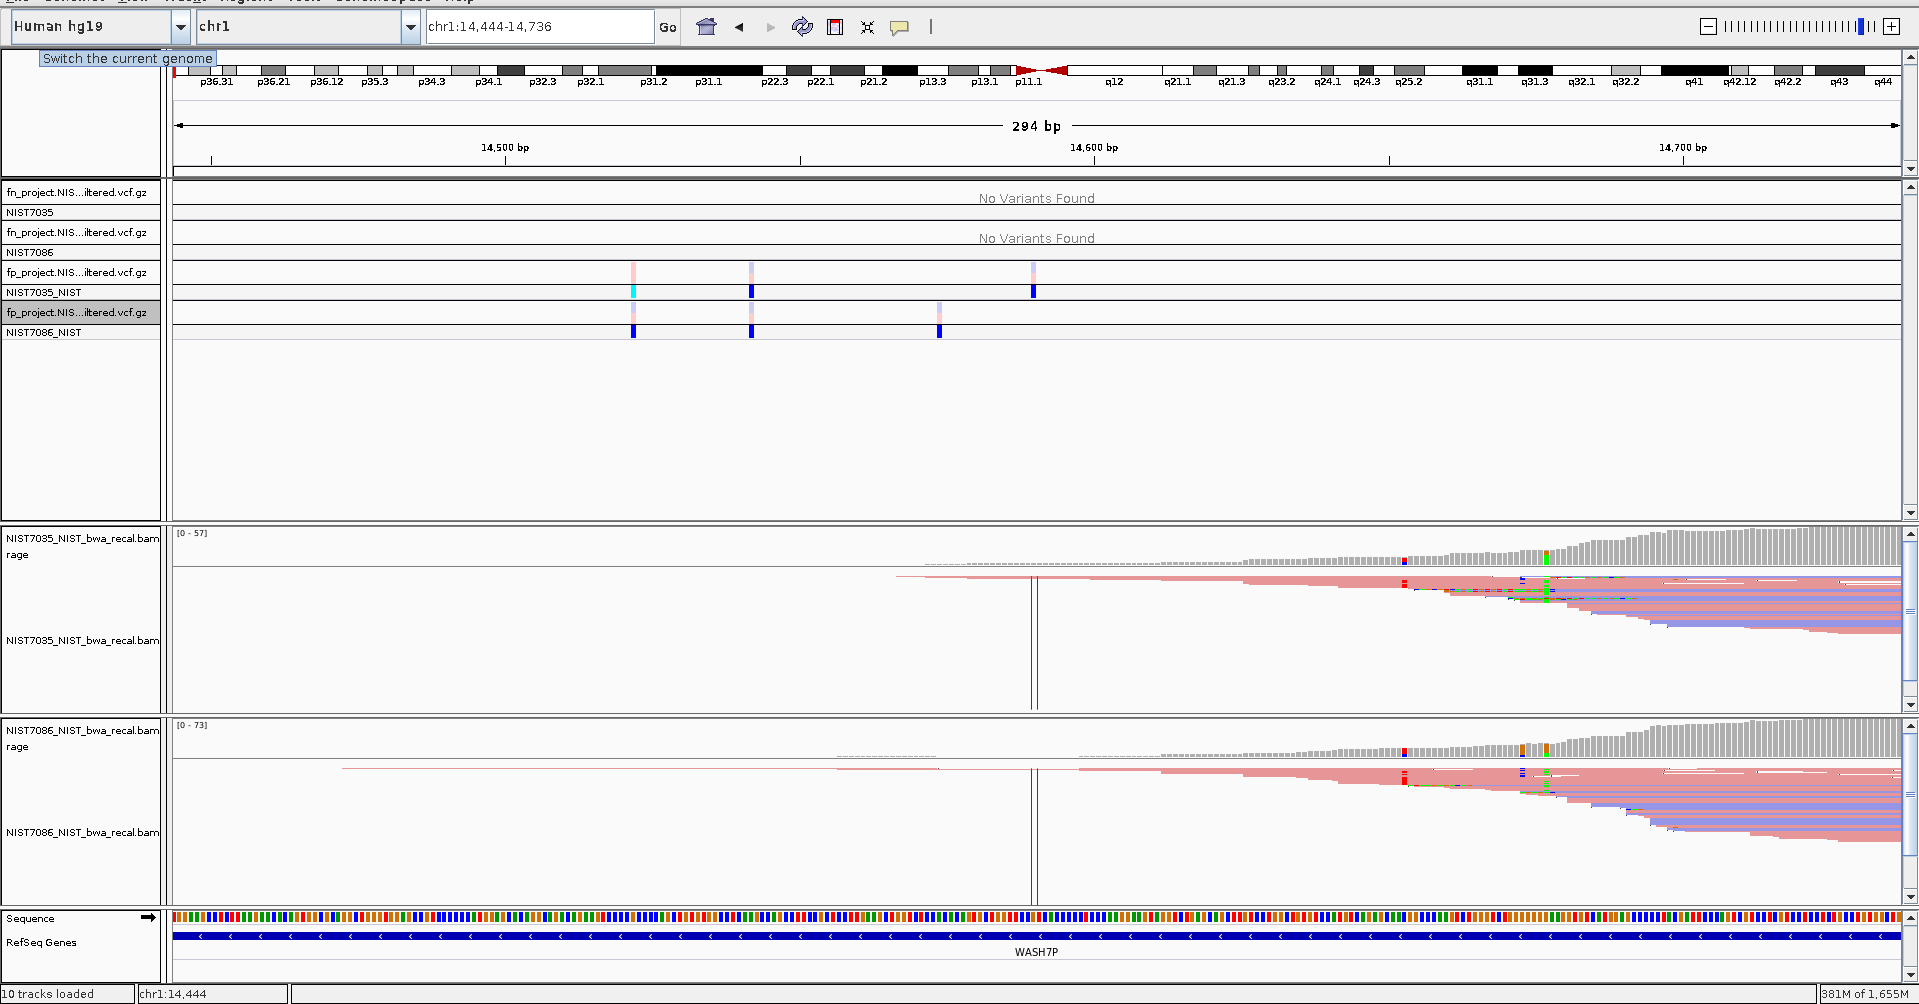 Human hg19 chr1 chr1:14,444-14,736 Go
Switch the current genome
p36.31 p36.21 p36.12 p35.3 p34.3 p34.1 p32.3 p32.1 p31.2 p31.1 p22.3 p22.1 p21.2 p13.3 p13.1 p11.1 q12 q21.1 q21.3 q23.2 q24.1 q24.3 q25.2 q31.1 q31.3 q32.1 q32.2 q41 q42.12 q42.2 q43 q44
294 bp
14,500 bp 14,600 bp 14,700 bp
fn_project.NIS...iltered.vcf.gz
No Variants Found
NIST7035
fn_project.NIS...iltered.vcf.gz
No Variants Found
NIST7086
fp_project.NIS...iltered.vcf.gz
NIST7035_NIST
fp_project.NIS...iltered.vcf.gz
NIST7086_NIST
NIST7035_NIST_bwa_recal.bam [0 - 57]
rage
NIST7035_NIST_bwa_recal.bam
NIST7086_NIST_bwa_recal.bam [0 - 73]
rage
NIST7086_NIST_bwa_recal.bam
Sequence
RefSeq Genes
WASH7P
10 tracks loaded chr1:14,444 381M of 1,655M